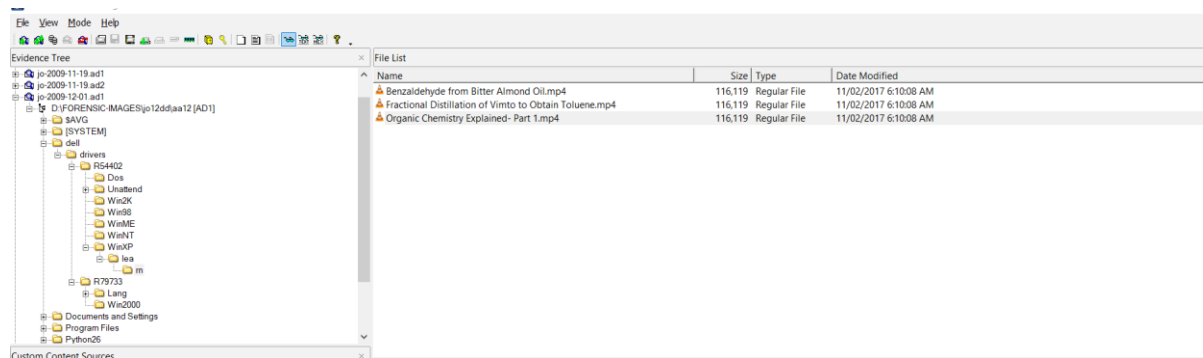 File View Mode Help
Evidence Tree
jo-2009-11-19.ad1
jo-2009-11-19.ad2
jo-2009-12-01.ad1
D:\FORENSIC-IMAGES\jo12dd\aa12 [AD1]
$AVG
[SYSTEM]
dell
drivers
R54402
Dos
Unattend
Win2K
Win98
WinME
WinNT
WinXP
lea
rn
R79733
Lang
Win2000
Documents and Settings
Program Files
Python26
Custom Content Sources
File List
Name Size Type Date Modified
Benzaldehyde from Bitter Almond Oil.mp4 116,119 Regular File 11/02/2017 6:10:08 AM
Fractional Distillation of Vimto to Obtain Toluene.mp4 116,119 Regular File 11/02/2017 6:10:08 AM
Organic Chemistry Explained- Part 1.mp4 116,119 Regular File 11/02/2017 6:10:08 AM